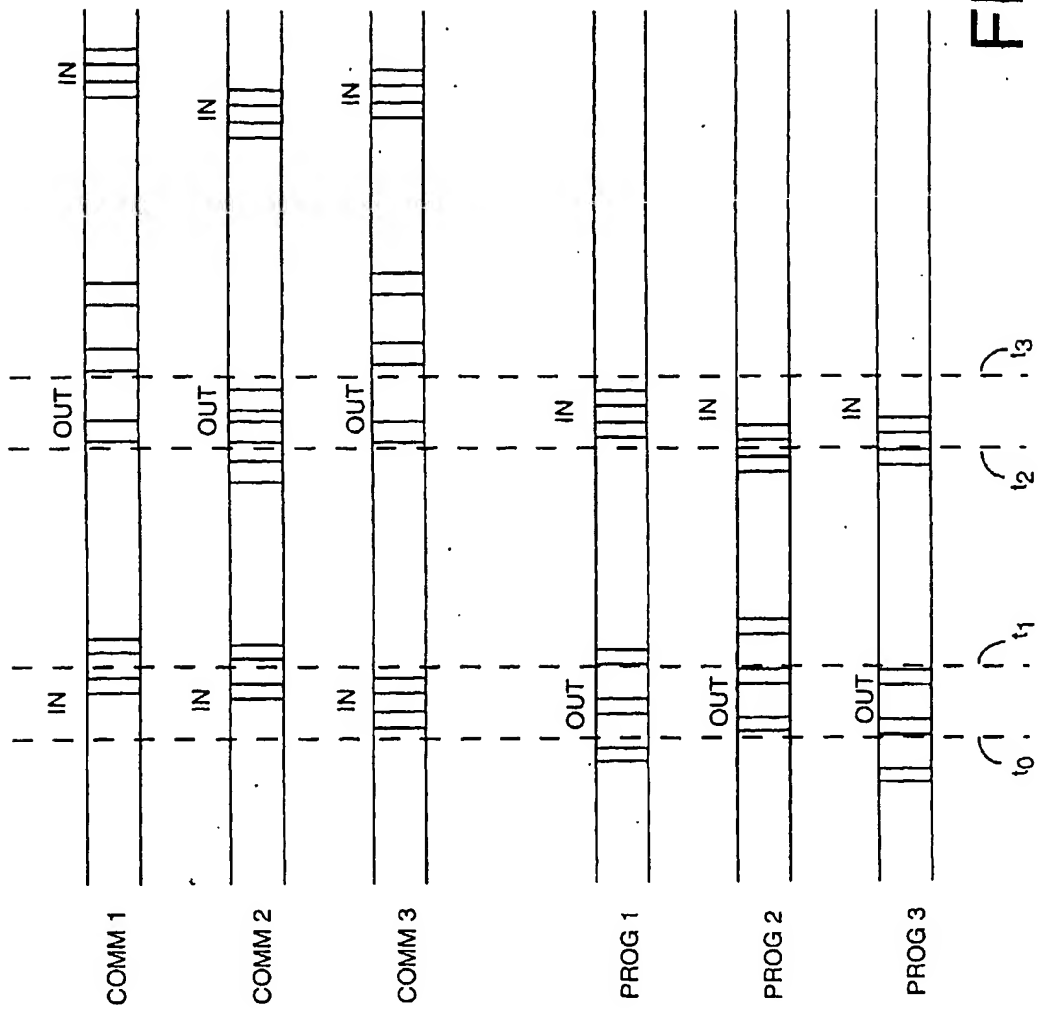 COMM 1 IN OUT IN
COMM 2 IN OUT IN
COMM 3 IN OUT IN
PROG 1 OUT IN
PROG 2 OUT IN
PROG 3 OUT IN
t0 t1 t2 t3